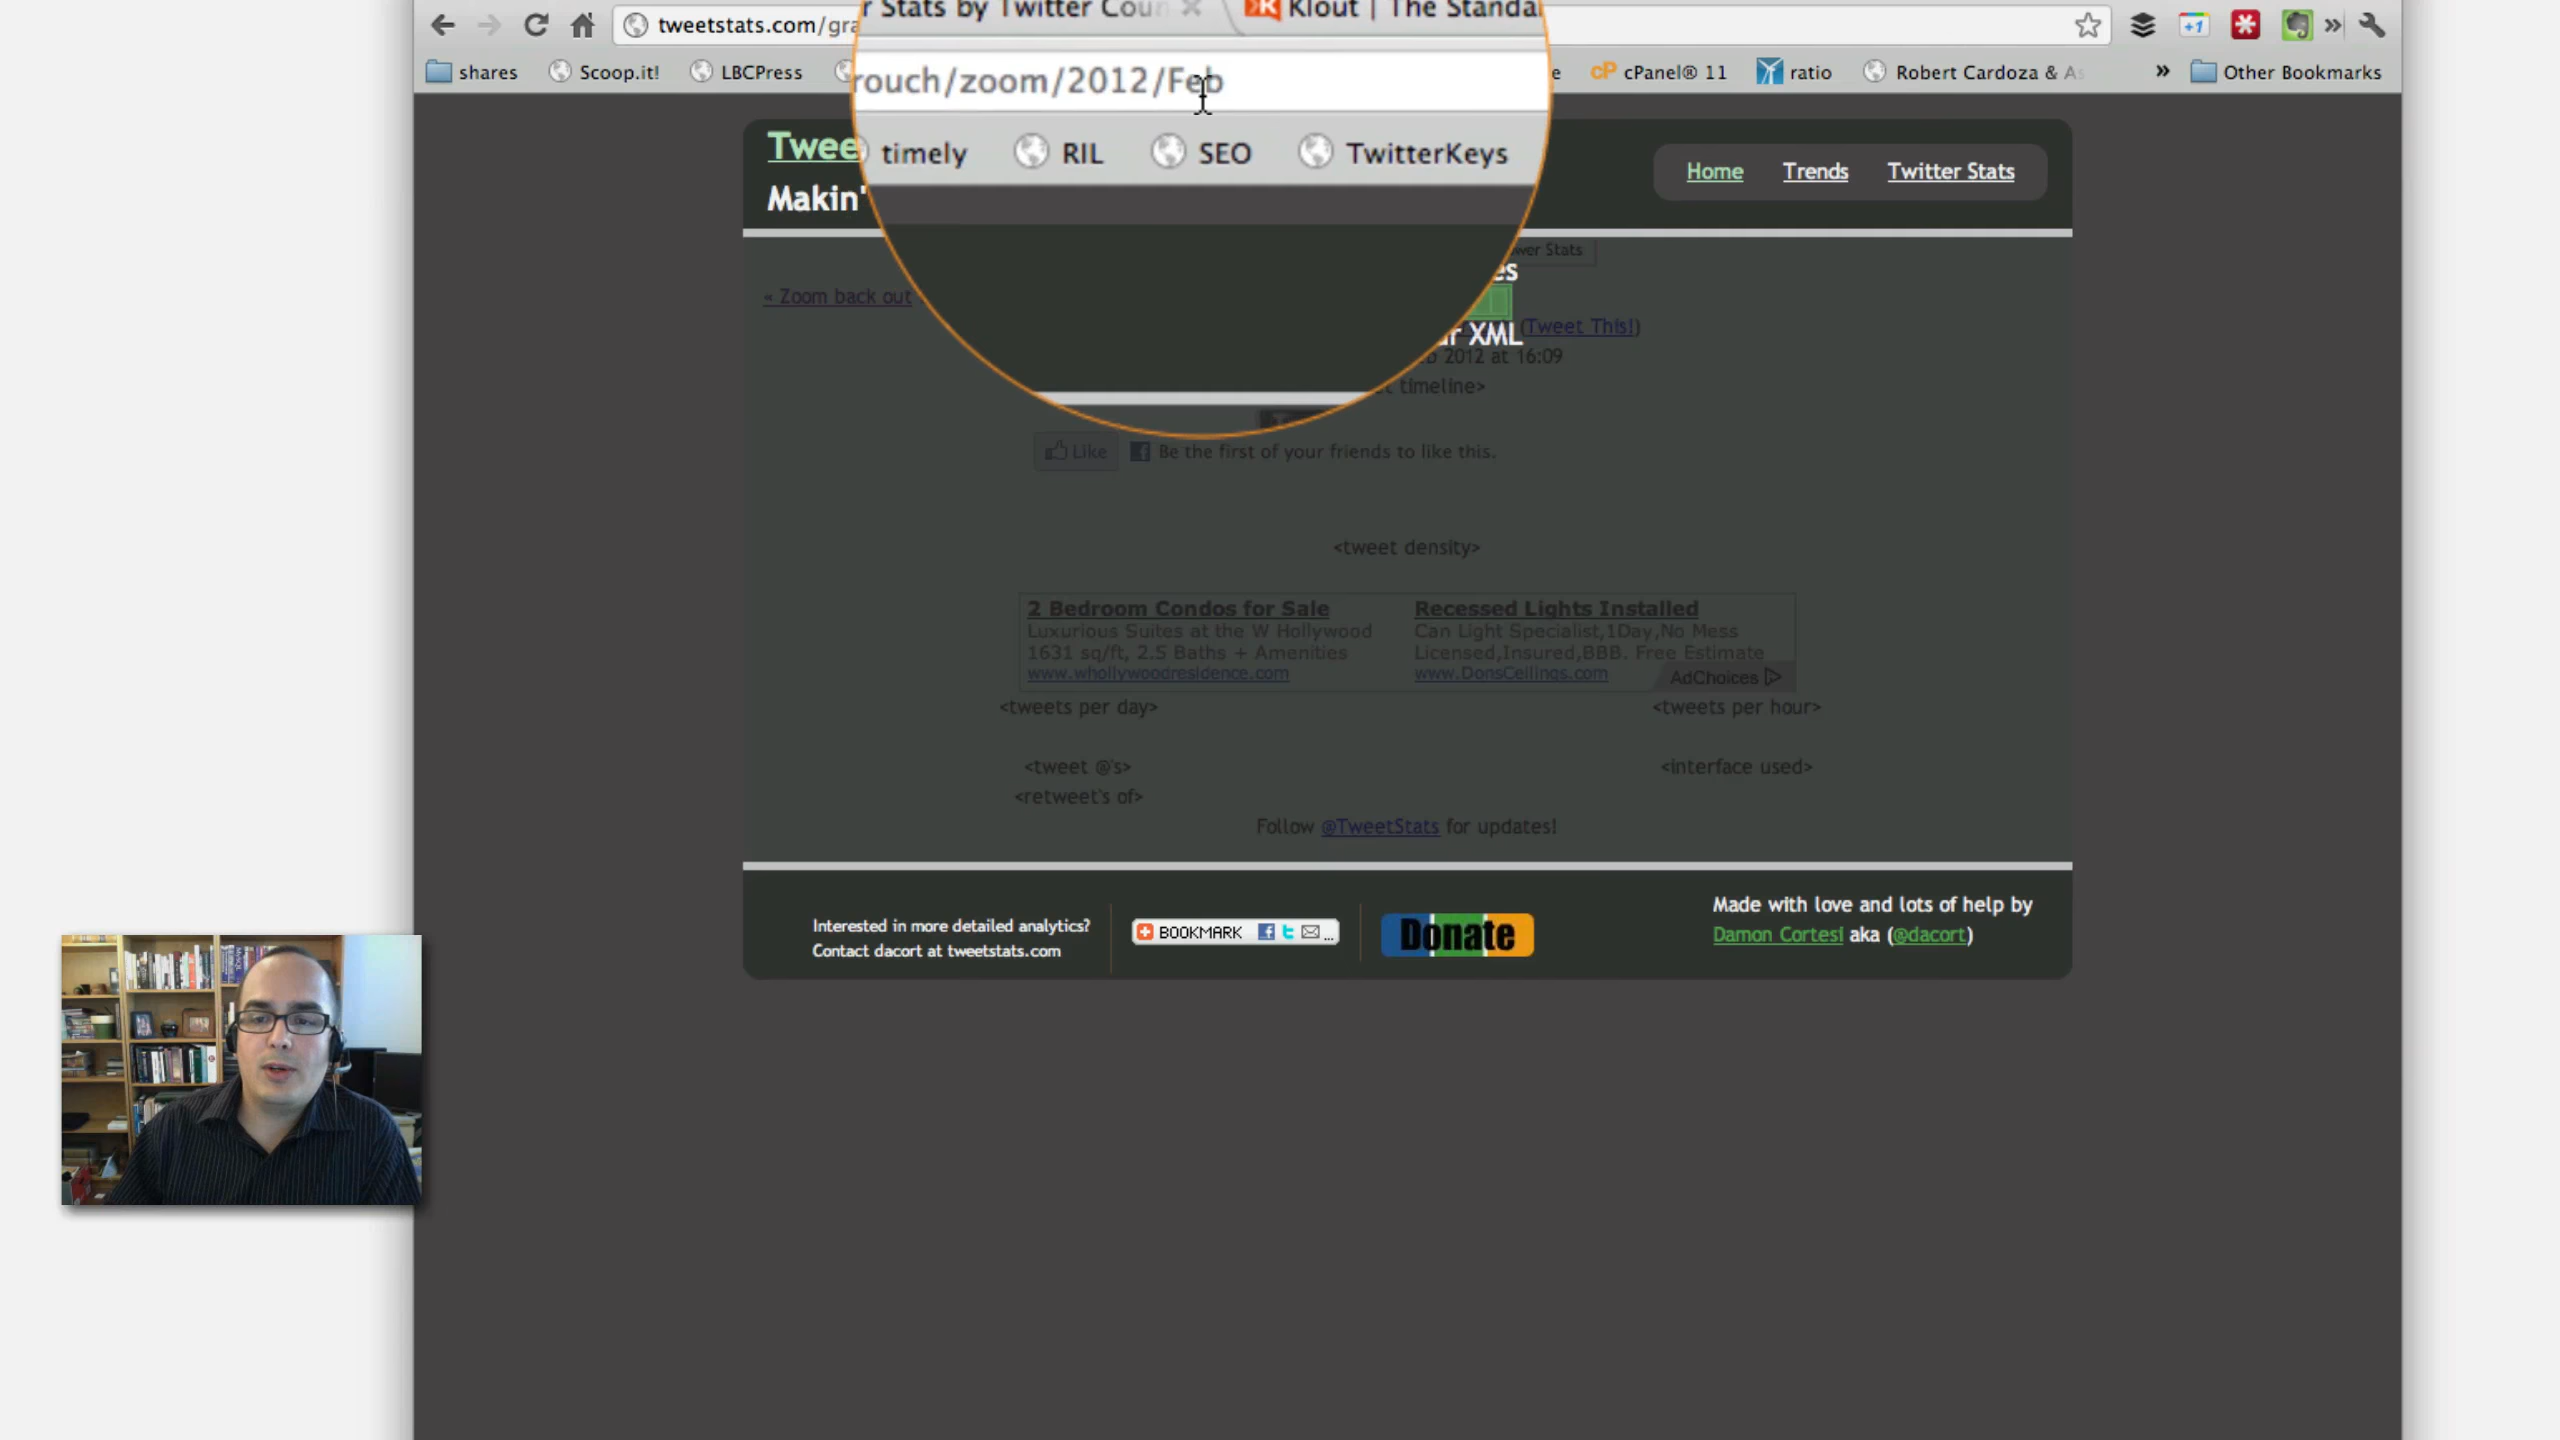 r Stats by Twitter Coun
Klout | The Standa
tweetstats.com/gra
rouch/zoom/2012/Feb
+1
»
shares
Scoop.it!
LBCPress
timely
RIL
SEO
TwitterKeys
e
cPanel® 11
ratio
Robert Cardoza & As
»
Other Bookmarks
Twee
Makin'
Home
Trends
Twitter Stats
wer Stats
es
« Zoom back out
(Tweet This!)
r XML
2012 at 16:09
timeline>
Like
Be the first of your friends to like this.
<tweet density>
2 Bedroom Condos for Sale
Luxurious Suites at the W Hollywood
1631 sq/ft, 2.5 Baths + Amenities
www.whollywoodresidence.com
Recessed Lights Installed
Can Light Specialist,1Day,No Mess
Licensed,Insured,BBB. Free Estimate
www.DonsCeilings.com
AdChoices
<tweets per day>
<tweets per hour>
<tweet @'s>
<interface used>
<retweet's of>
Follow @TweetStats for updates!
Interested in more detailed analytics?
Contact dacort at tweetstats.com
BOOKMARK
...
Donate
Made with love and lots of help by
Damon Cortesi aka (@dacort)